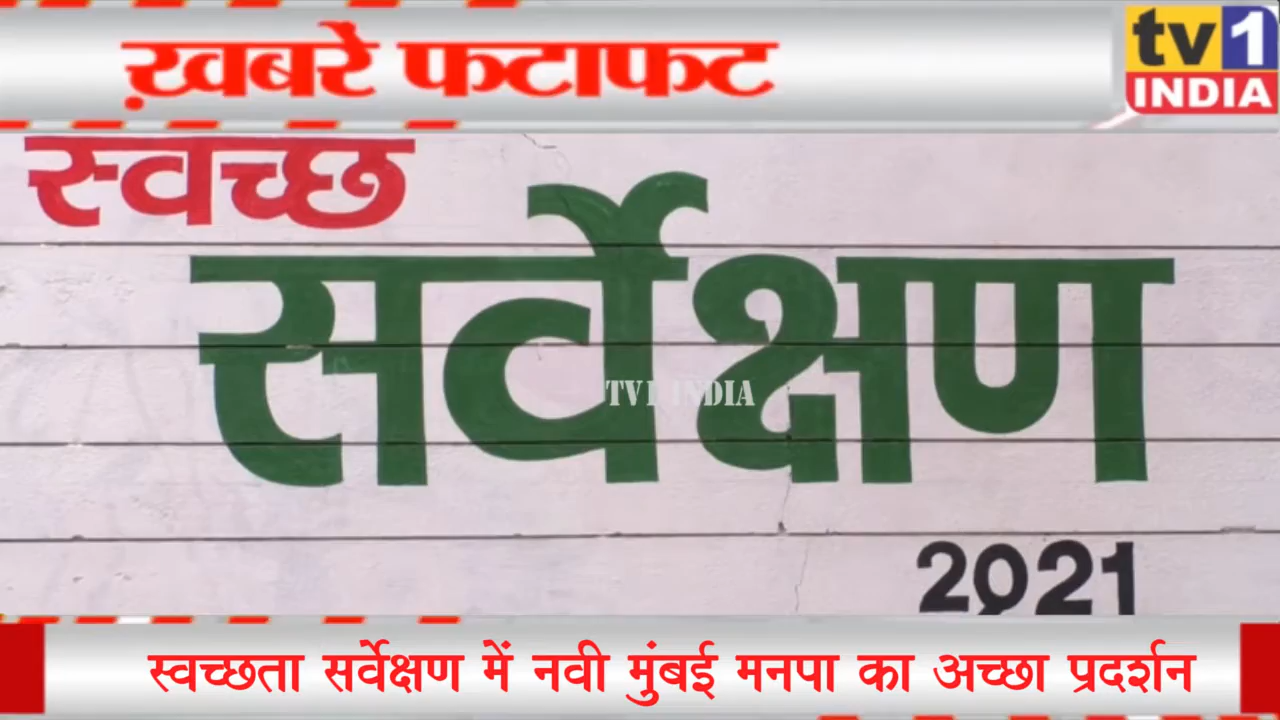 ख़बरें फटाफट
tv1
INDIA
स्वच्छ
सर्वेक्षण
TV1 INDIA
2021
स्वच्छता सर्वेक्षण में नवी मुंबई मनपा का अच्छा प्रदर्शन